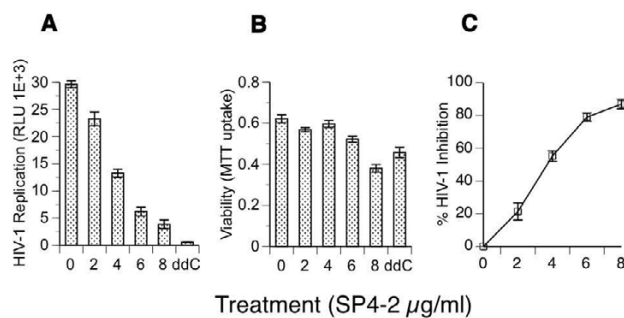 A
B
C
HIV-1 Replication (RLU 1E+3)
30
25
20
15
10
5
0
0 2 4 6 8 ddC
Viability (MTT uptake)
0.8
0.6
0.4
0.2
0
0 2 4 6 8 ddC
% HIV-1 Inhibition
100
80
60
40
20
0
0 2 4 6 8
Treatment (SP4-2 µg/ml)